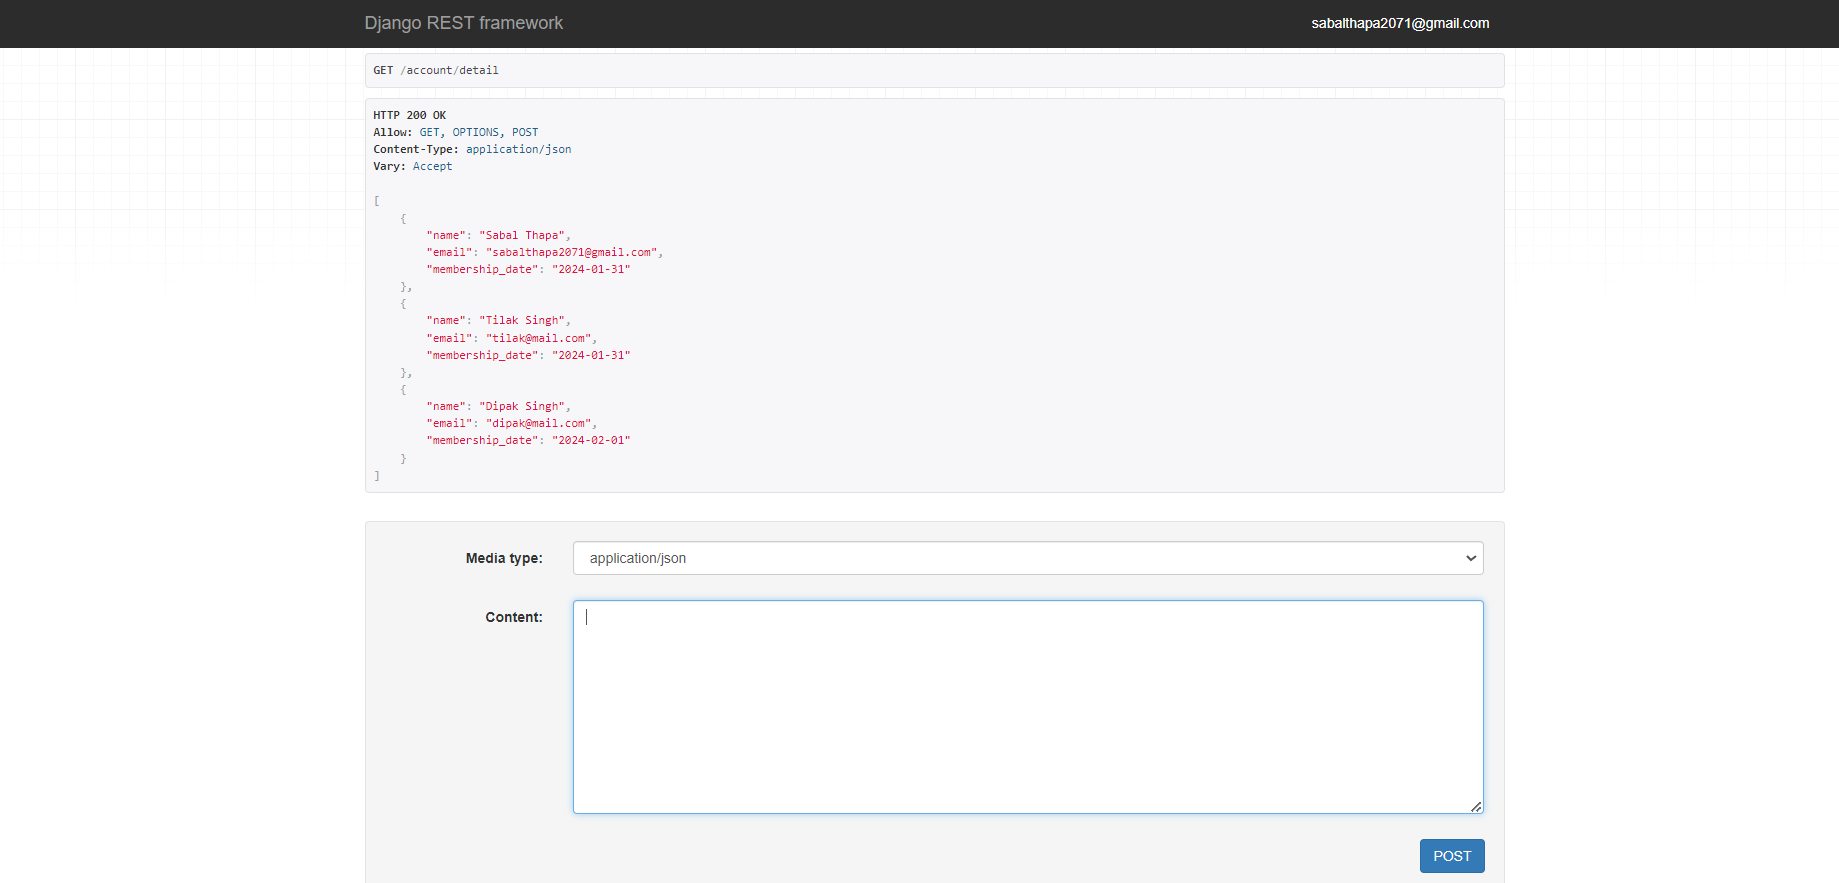 Django REST framework
sabalthapa2071@gmail.com
GET /account/detail
HTTP 200 OK
Allow: GET, OPTIONS, POST
Content-Type: application/json
Vary: Accept
[
    {
        "name": "Sabal Thapa",
        "email": "sabalthapa2071@gmail.com",
        "membership_date": "2024-01-31"
    },
    {
        "name": "Tilak Singh",
        "email": "tilak@mail.com",
        "membership_date": "2024-01-31"
    },
    {
        "name": "Dipak Singh",
        "email": "dipak@mail.com",
        "membership_date": "2024-02-01"
    }
]
Media type:
application/json
Content:
POST